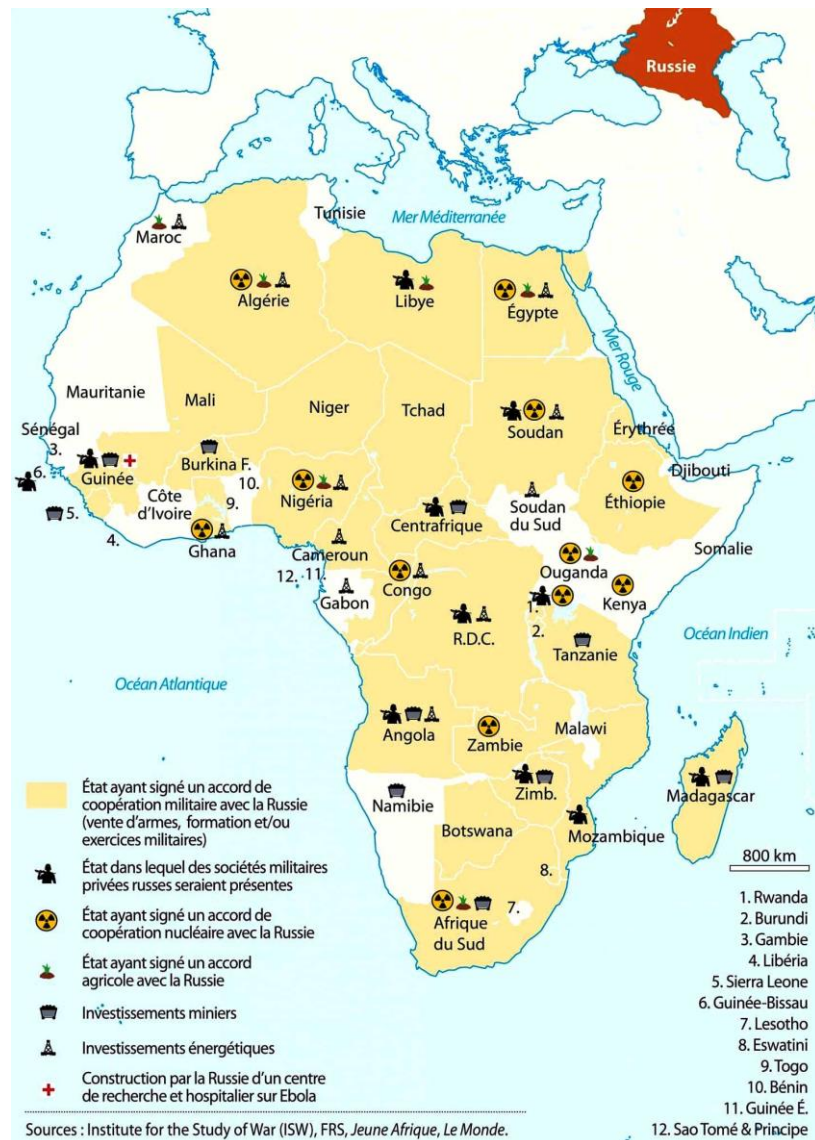 Russie
Tunisie
Mer Méditerranée
Maroc
Algérie
Libye
Égypte
Mer Rouge
Mauritanie
Mali
Niger
Tchad
Soudan
Érythrée
Sénégal
3.
6.
Guinée
Burkina F.
10.
9.
Nigéria
Djibouti
5.
Côte
d'Ivoire
4.
Ghana
Centrafrique
Soudan
du Sud
Éthiopie
Somalie
Cameroun
12.
11.
Gabon
Congo
Ouganda
Kenya
1.
2.
R.D.C.
Tanzanie
Océan Indien
Océan Atlantique
Angola
Zambie
Malawi
Namibie
Zimb.
Madagascar
Botswana
Mozambique
8.
7.
Afrique
du Sud
800 km
État ayant signé un accord de
coopération militaire avec la Russie
(vente d'armes, formation et/ou
exercices militaires)
État dans lequel des sociétés militaires
privées russes seraient présentes
État ayant signé un accord de
coopération nucléaire avec la Russie
État ayant signé un accord
agricole avec la Russie
Investissements miniers
Investissements énergétiques
Construction par la Russie d'un centre
de recherche et hospitalier sur Ebola
1. Rwanda
2. Burundi
3. Gambie
4. Libéria
5. Sierra Leone
6. Guinée-Bissau
7. Lesotho
8. Eswatini
9. Togo
10. Bénin
11. Guinée É.
12. Sao Tomé & Principe
Sources : Institute for the Study of War (ISW), FRS, Jeune Afrique, Le Monde.